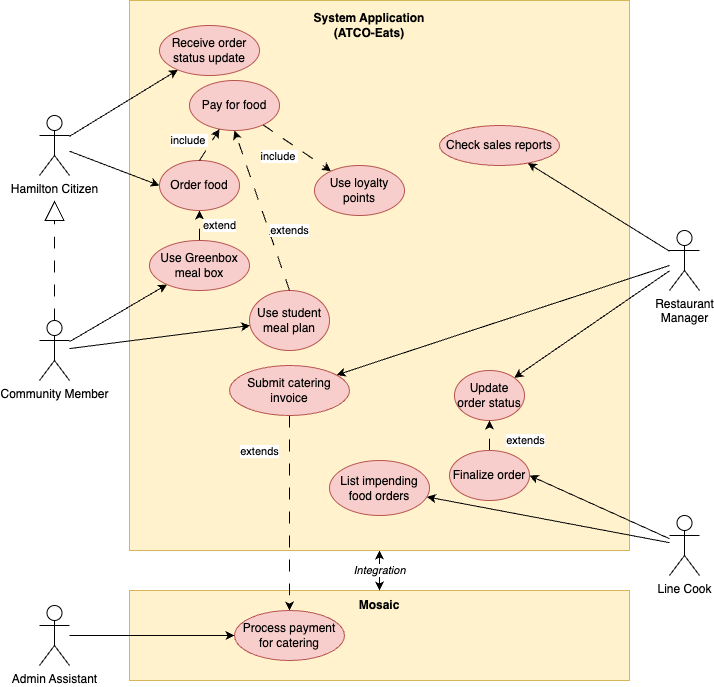 System Application
(ATCO-Eats)
Receive order
status update
Pay for food
include
include
Check sales reports
Hamilton Citizen
Order food
Use loyalty
points
extend
extends
Use Greenbox
meal box
Restaurant
Manager
Use student
meal plan
Community Member
Submit catering
invoice
Update
order status
extends
extends
List impending
food orders
Finalize order
Integration
Line Cook
Mosaic
Process payment
for catering
Admin Assistant